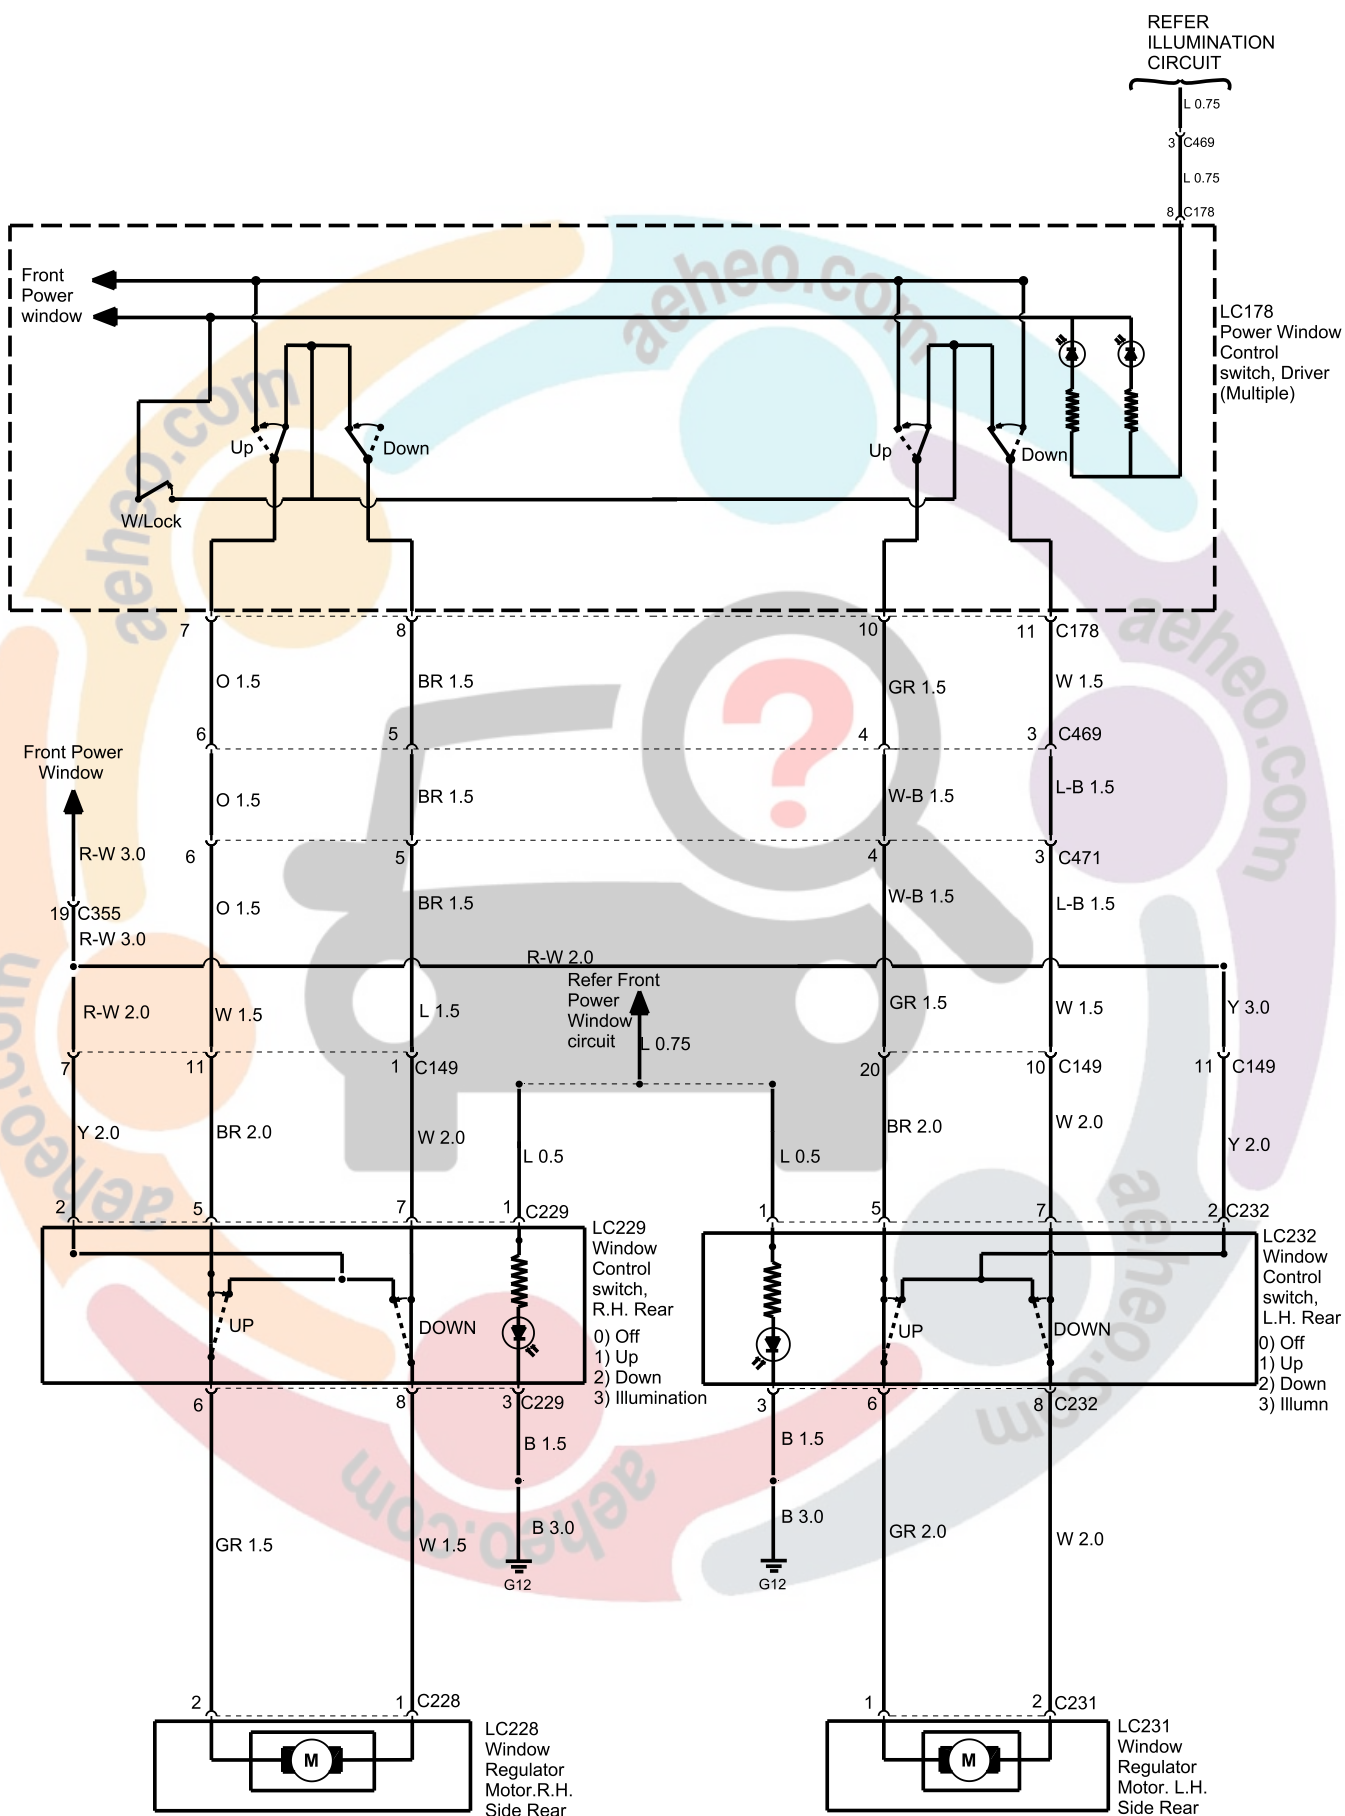 REFER
ILLUMINATION
CIRCUIT
L 0.75
3 C469
L 0.75
8 C178
Front
Power
window
LC178
Power Window
Control
switch, Driver
(Multiple)
Up
Down
Up
Down
W/Lock
7 8 10 11 C178
O 1.5 BR 1.5 GR 1.5 W 1.5
6 5 4 3 C469
Front Power
Window
O 1.5 BR 1.5 W-B 1.5 L-B 1.5
R-W 3.0
6 5 4 3 C471
19 C355
O 1.5 BR 1.5 W-B 1.5 L-B 1.5
R-W 3.0
R-W 2.0
Refer Front
Power
Window
circuit
L 0.75
R-W 2.0 W 1.5 L 1.5 GR 1.5 W 1.5 Y 3.0
7 11 1 C149 20 10 C149 11 C149
Y 2.0 BR 2.0 W 2.0 L 0.5 L 0.5 BR 2.0 W 2.0 Y 2.0
2 5 7 1 C229 1 5 7 2 C232
LC229
Window
Control
switch,
R.H. Rear
0) Off
1) Up
2) Down
3) Illumination
UP
DOWN
LC232
Window
Control
switch,
L.H. Rear
0) Off
1) Up
2) Down
3) Illumn
UP
DOWN
6 8 3 C229 3 6 8 C232
B 1.5 B 1.5
B 3.0 B 3.0
GR 1.5 W 1.5 GR 2.0 W 2.0
G12 G12
2 1 C228 1 2 C231
M
LC228
Window
Regulator
Motor.R.H.
Side Rear
M
LC231
Window
Regulator
Motor. L.H.
Side Rear
aeheo.com
aeheo.com
aeheo.com
aeheo.com
aeheo.com
aeheo.com
?